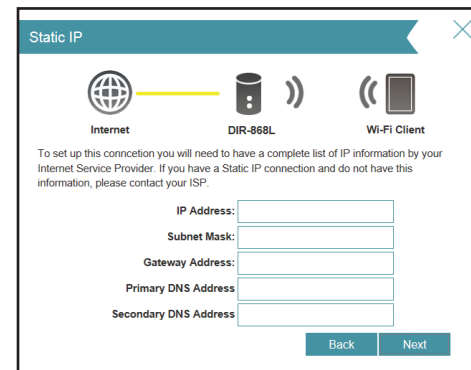 Static IP
Internet
DIR-868L
Wi-Fi Client
To set up this conncetion you will need to have a complete list of IP information by your
Internet Service Provider. If you have a Static IP connection and do not have this
information, please contact your ISP.
IP Address:
Subnet Mask:
Gateway Address:
Primary DNS Address
Secondary DNS Address
Back
Next